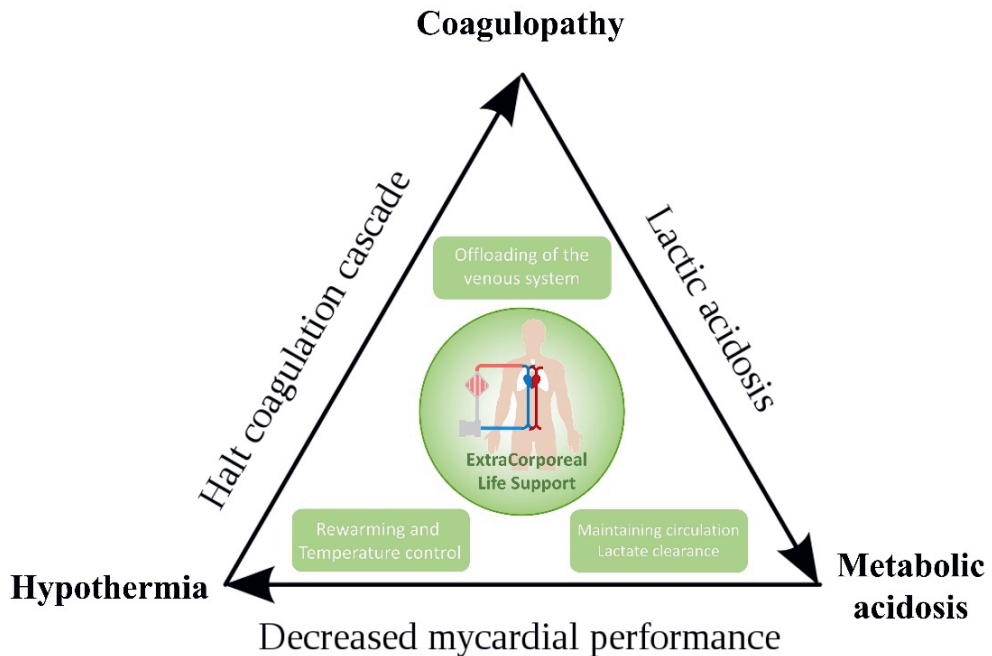 Coagulopathy
Halt coagulation cascade
Lactic acidosis
Offloading of the
venous system
ExtraCorporeal
Life Support
Rewarming and
Temperature control
Maintaining circulation
Lactate clearance
Hypothermia
Metabolic
acidosis
Decreased mycardial performance